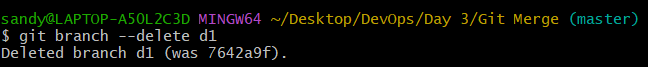 sandy@LAPTOP-A50L2C3D MINGW64 ~/Desktop/DevOps/Day 3/Git Merge (master)
$ git branch --delete d1
Deleted branch d1 (was 7642a9f).